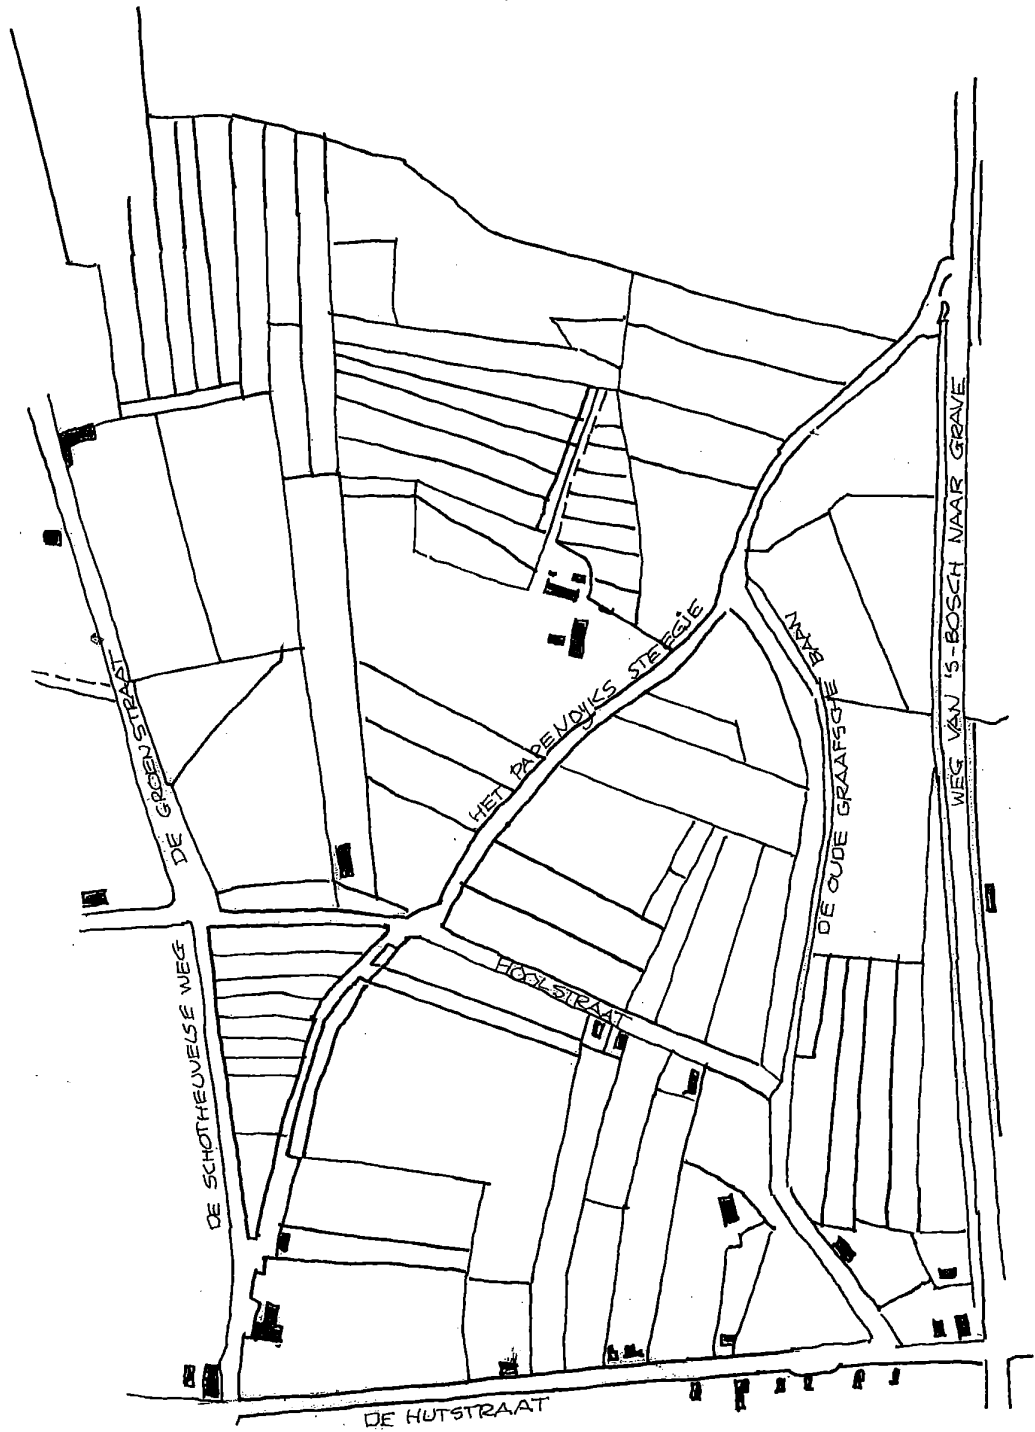 WEG VAN 'S-BOSCH NAAR GRAVE
HET PAPENDIJKS STEEGJE
DE OUDE GRAAFSCHE BAAN
DE GROENSTRAAT
HOOLSTRAAT
DE SCHOTHEUVELSE WEG
DE HUTSTRAAT